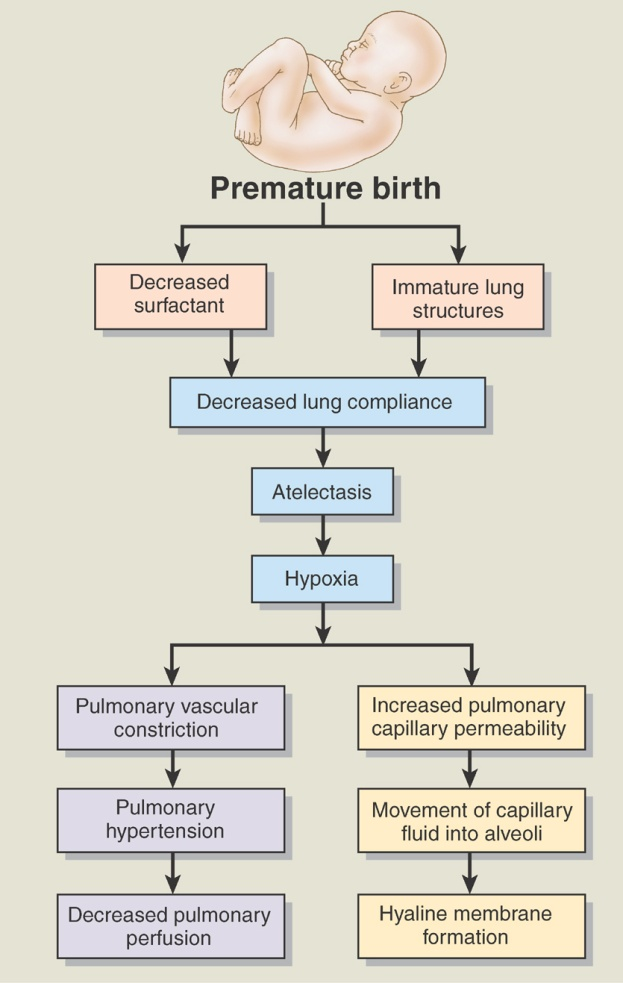 Premature birth
Decreased
surfactant
Immature lung
structures
Decreased lung compliance
Atelectasis
Hypoxia
Pulmonary vascular
constriction
Increased pulmonary
capillary permeability
Pulmonary
hypertension
Movement of capillary
fluid into alveoli
Decreased pulmonary
perfusion
Hyaline membrane
formation